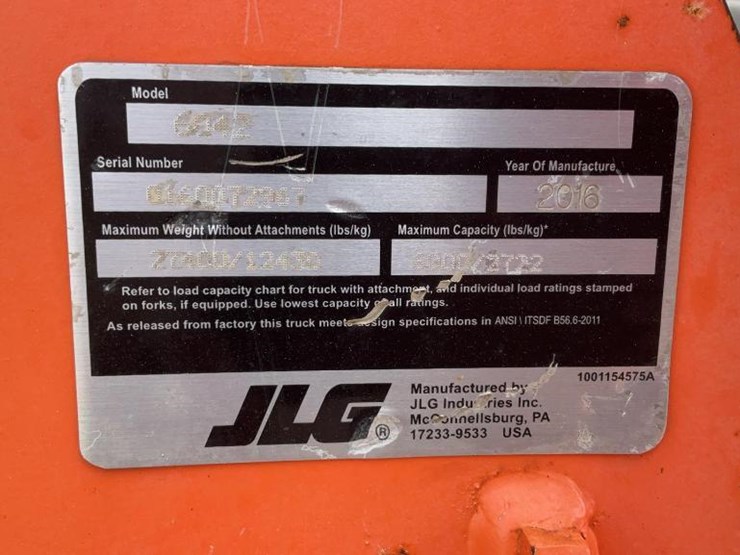 Model
Serial Number
Year Of Manufacture
2016
Maximum Weight Without Attachments (lbs/kg)
Maximum Capacity (lbs/kg)*
Refer to load capacity chart for truck with attachment, and individual load ratings stamped
on forks, if equipped. Use lowest capacity of all ratings.
As released from factory this truck meets design specifications in ANSI \ ITSDF B56.6-2011
JLG®
1001154575A
Manufactured by
JLG Industries Inc.
McConnellsburg, PA
17233-9533 USA